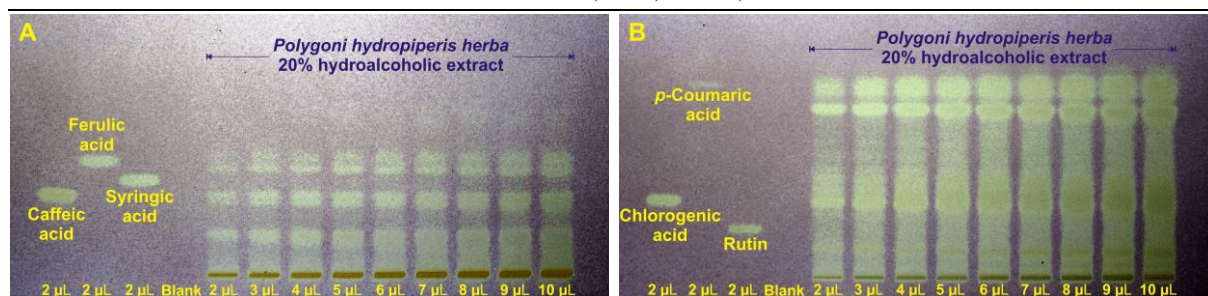 A
Polygoni hydropiperis herba
20% hydroalcoholic extract
Ferulic
acid
Caffeic
acid
Syringic
acid
2 µL 2 µL 2 µL Blank 2 µL 3 µL 4 µL 5 µL 6 µL 7 µL 8 µL 9 µL 10 µL
B
Polygoni hydropiperis herba
20% hydroalcoholic extract
p-Coumaric
acid
Chlorogenic
acid
Rutin
2 µL 2 µL 2 µL Blank 2 µL 3 µL 4 µL 5 µL 6 µL 7 µL 8 µL 9 µL 10 µL